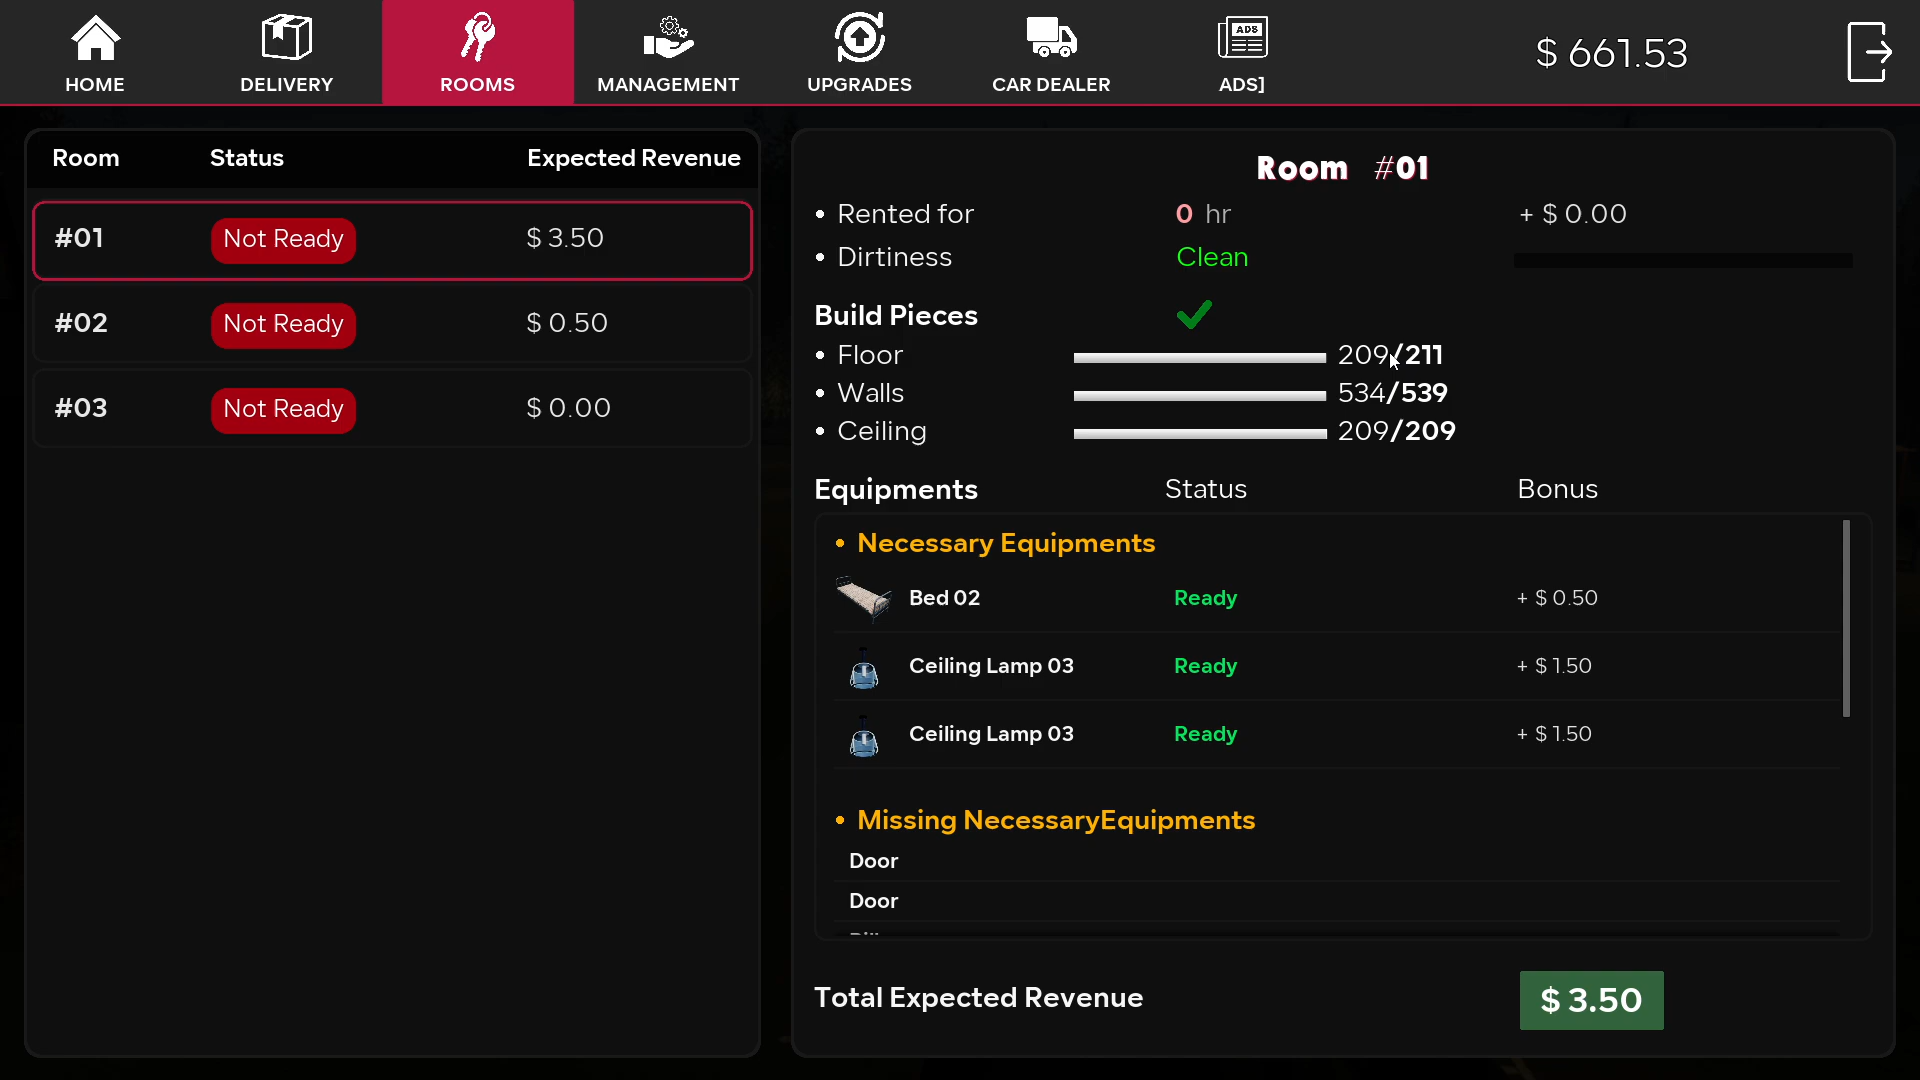 HOME
DELIVERY
ROOMS
MANAGEMENT
UPGRADES
CAR DEALER
ADS
ADS]
$ 661.53
Room Status Expected Revenue
#01 Not Ready $ 3.50
#02 Not Ready $ 0.50
#03 Not Ready $ 0.00
Room #01
• Rented for 0 hr + $ 0.00
• Dirtiness Clean
Build Pieces
• Floor 209/211
• Walls 534/539
• Ceiling 209/209
Equipments Status Bonus
• Necessary Equipments
Bed 02 Ready + $ 0.50
Ceiling Lamp 03 Ready + $ 1.50
Ceiling Lamp 03 Ready + $ 1.50
• Missing NecessaryEquipments
Door
Door
Total Expected Revenue $ 3.50